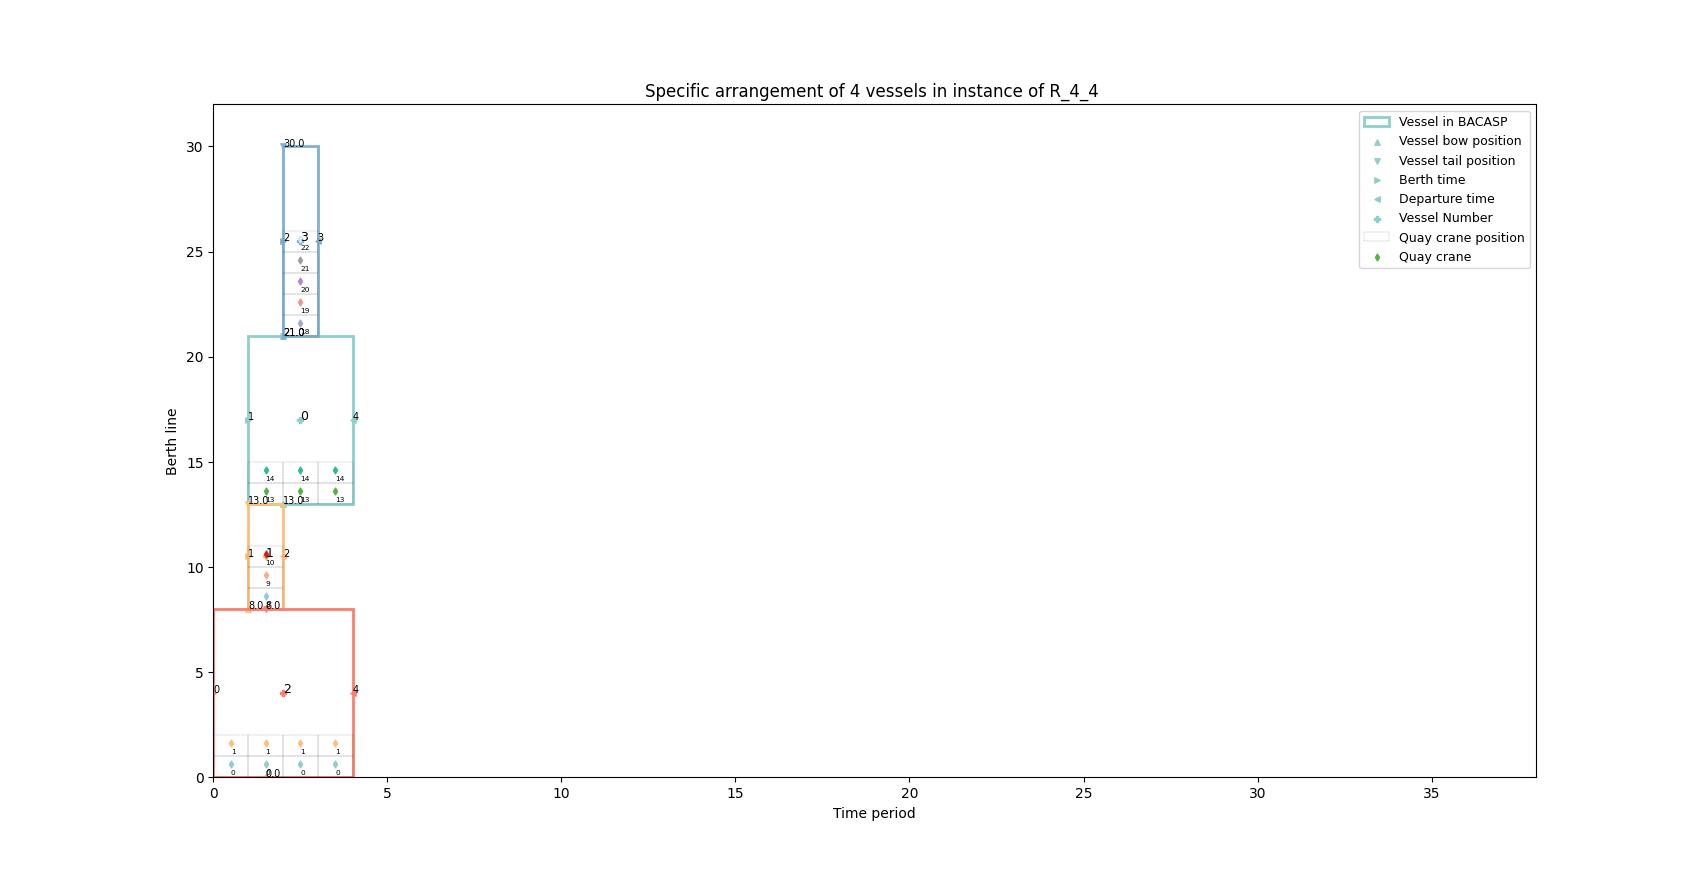 Specific arrangement of 4 vessels in instance of R_4_4
Vessel in BACASP
Vessel bow position
Vessel tail position
Berth time
Departure time
Vessel Number
Quay crane position
Quay crane
30
30.0
25
2 3 3
22
21
20
19
18
21.0
20
1 0 4
15
14 14 14
13 13 13
13.0 13.0
1 1 2
10
10
9
8
8.0 8.0
5
0 2 4
1 1 1 1
0 0 0 0
0.0
0
0 5 10 15 20 25 30 35
Time period
Berth line